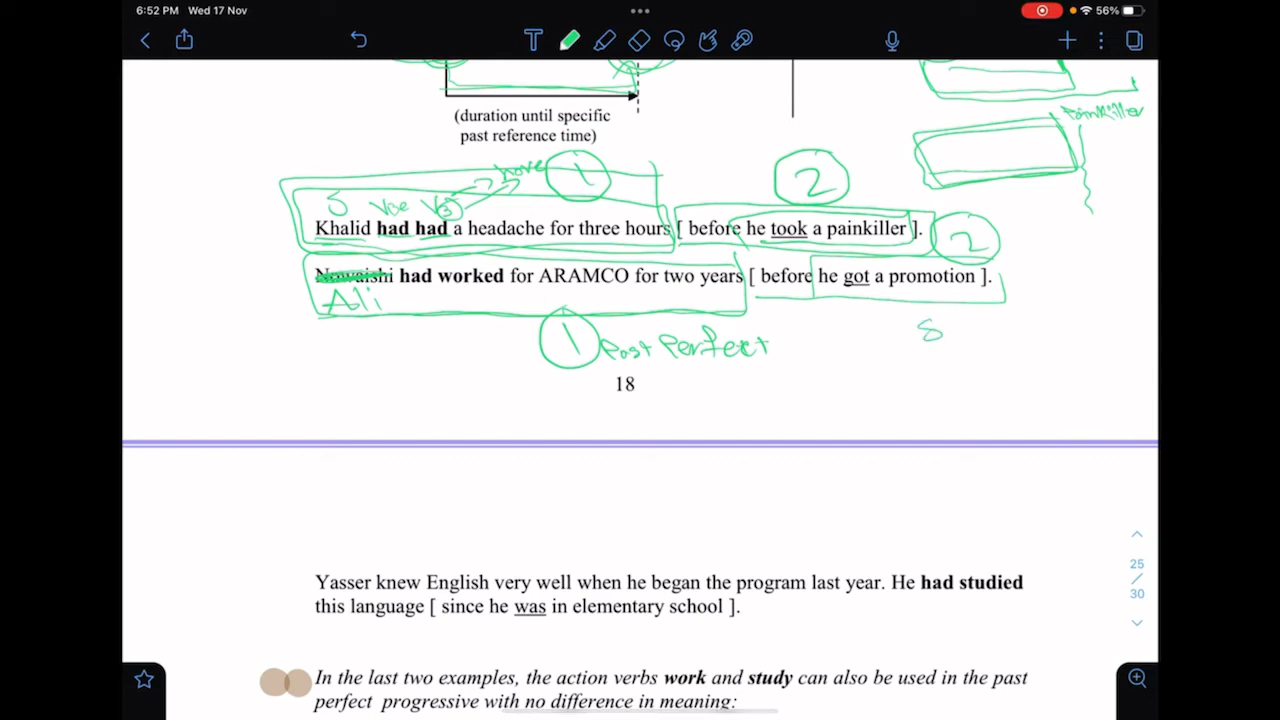 6:52 PM Wed 17 Nov
56%
(duration until specific
past reference time)
Painkiller
have 1 2
S V3
Khalid had had a headache for three hours [ before he took a painkiller ].
2
had worked for ARAMCO for two years [ before he got a promotion ].
Ali
1 Past Perfect
18
25
/
30
Yasser knew English very well when he began the program last year. He had studied
this language [ since he was in elementary school ].
In the last two examples, the action verbs work and study can also be used in the past
perfect progressive with no difference in meaning: